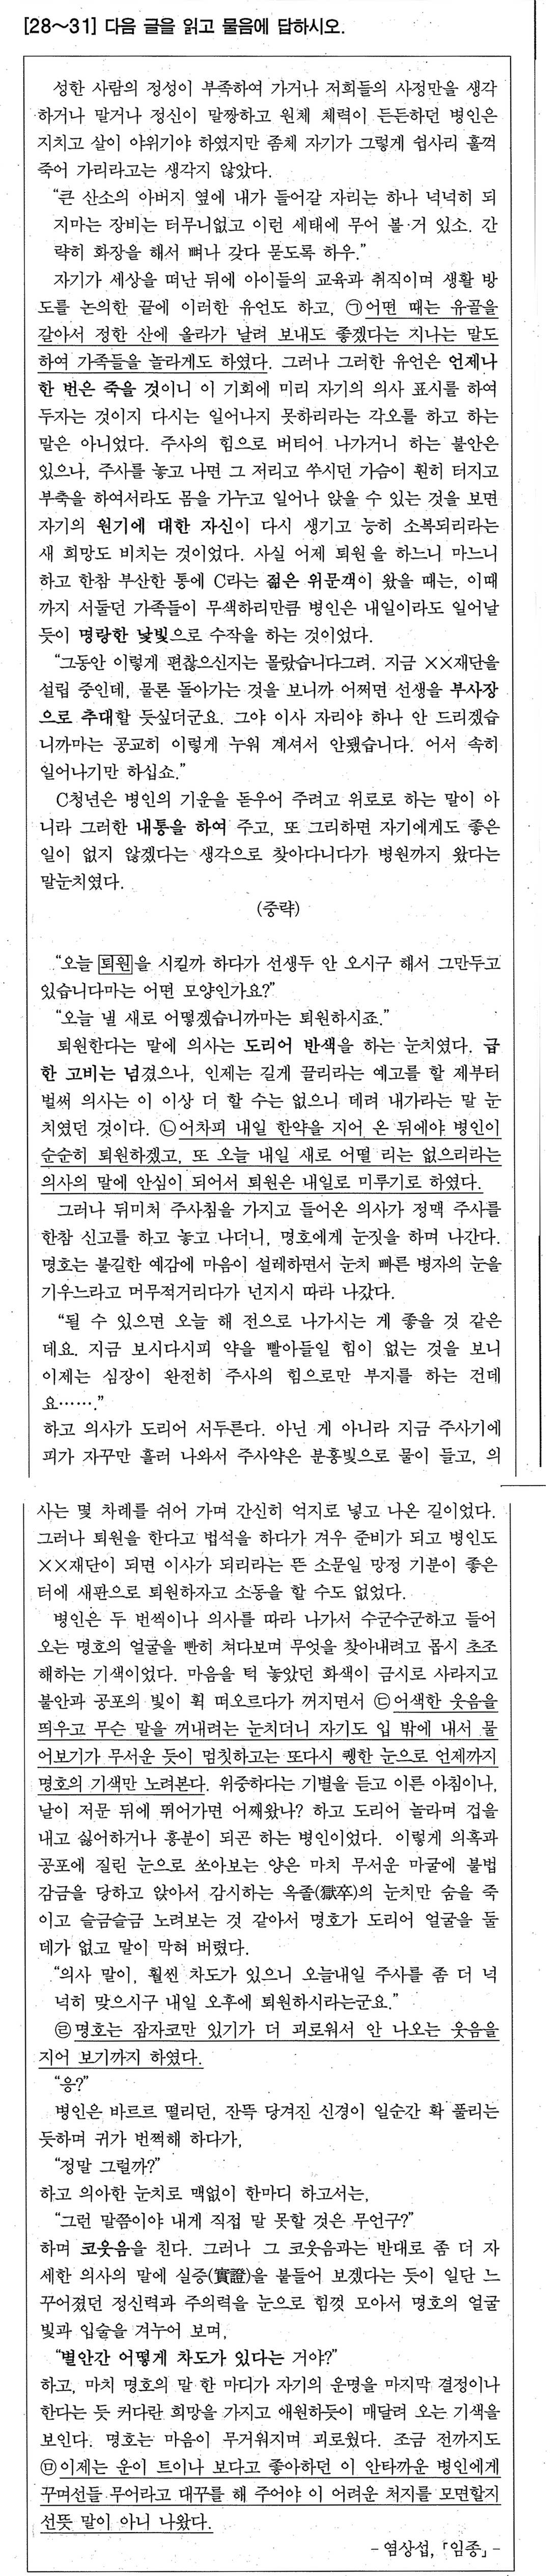 [28~31] 다음 글을 읽고 물음에 답하시오.
성한 사람의 정성이 부족하여 가거나 저희들의 사정만을 생각
하거나 말거나 정신이 말짱하고 원체 체력이 든든하던 병인은
지치고 살이 야위기야 하였지만 좀체 자기가 그렇게 쉽사리 훌꺽
죽어 가리라고는 생각지 않았다.
“큰 산소의 아버지 옆에 내가 들어갈 자리는 하나 넉넉히 되
지마는 장비는 터무니없고 이런 세태에 무어 볼 거 있소. 간
략히 화장을 해서 뼈나 갖다 묻도록 하우.”
자기가 세상을 떠난 뒤에 아이들의 교육과 취직이며 생활 방
도를 논의한 끝에 이러한 유언도 하고, ㉠어떤 때는 유골을
갈아서 정한 산에 올라가 날려 보내도 좋겠다는 지나는 말도
하여 가족들을 놀라게도 하였다. 그러나 그러한 유언은 언제나
한 번은 죽을 것이니 이 기회에 미리 자기의 의사 표시를 하여
두자는 것이지 다시는 일어나지 못하리라는 각오를 하고 하는
말은 아니었다. 주사의 힘으로 버티어 나가거니 하는 불안은
있으나, 주사를 놓고 나면 그 저리고 쑤시던 가슴이 훤히 터지고
부축을 하여서라도 몸을 가누고 일어나 앉을 수 있는 것을 보면
자기의 원기에 대한 자신이 다시 생기고 능히 소복되리라는
새 희망도 비치는 것이었다. 사실 어제 퇴원을 하느니 마느니
하고 한참 부산한 통에 C라는 젊은 위문객이 왔을 때는, 이때
까지 서둘던 가족들이 무색하리만큼 병인은 내일이라도 일어날
듯이 명랑한 낯빛으로 수작을 하는 것이었다.
“그동안 이렇게 편찮으신지는 몰랐습니다그려. 지금 ××재단을
설립 중인데, 물론 돌아가는 것을 보니까 어쩌면 선생을 부사장
으로 추대할 듯싶더군요. 그야 이사 자리야 하나 안 드리겠습
니까마는 공교히 이렇게 누워 계셔서 안됐습니다. 어서 속히
일어나기만 하십쇼.”
C청년은 병인의 기운을 돋우어 주려고 위로로 하는 말이 아
니라 그러한 내통을 하여 주고, 또 그리하면 자기에게도 좋은
일이 없지 않겠다는 생각으로 찾아다니다가 병원까지 왔다는
말눈치였다.
(중략)
“오늘 퇴원을 시킬까 하다가 선생두 안 오시구 해서 그만두고
있습니다마는 어떤 모양인가요?”
“오늘 낼 새로 어떻겠습니까마는 퇴원하시죠.”
퇴원한다는 말에 의사는 도리어 반색을 하는 눈치였다. 급
한 고비는 넘겼으나, 인제는 길게 끌리라는 예고를 할 제부터
벌써 의사는 이 이상 더 할 수는 없으니 데려 내가라는 말 눈
치였던 것이다. ㉡어차피 내일 한약을 지어 온 뒤에야 병인이
순순히 퇴원하겠고, 또 오늘 내일 새로 어떨 리는 없으리라는
의사의 말에 안심이 되어서 퇴원은 내일로 미루기로 하였다.
그러나 뒤미처 주사침을 가지고 들어온 의사가 정맥 주사를
한참 신고를 하고 놓고 나더니, 명호에게 눈짓을 하며 나간다.
명호는 불길한 예감에 마음이 설레하면서 눈치 빠른 병자의 눈을
기우느라고 머무적거리다가 넌지시 따라 나갔다.
“될 수 있으면 오늘 해 전으로 나가시는 게 좋을 것 같은
데요. 지금 보시다시피 약을 빨아들일 힘이 없는 것을 보니
이제는 심장이 완전히 주사의 힘으로만 부지를 하는 건데
요…….”
하고 의사가 도리어 서두른다. 아닌 게 아니라 지금 주사기에
피가 자꾸만 흘러 나와서 주사약은 분홍빛으로 물이 들고, 의
사는 몇 차례를 쉬어 가며 간신히 억지로 넣고 나온 길이었다.
그러나 퇴원을 한다고 법석을 하다가 겨우 준비가 되고 병인도
××재단이 되면 이사가 되리라는 뜬 소문일 망정 기분이 좋은
터에 새판으로 퇴원하자고 소동을 할 수도 없었다.
병인은 두 번씩이나 의사를 따라 나가서 수군수군하고 들어
오는 명호의 얼굴을 빤히 쳐다보며 무엇을 찾아내려고 몹시 초조
해하는 기색이었다. 마음을 턱 놓았던 화색이 금시로 사라지고
불안과 공포의 빛이 획 떠오르다가 꺼지면서 ㉢어색한 웃음을
띄우고 무슨 말을 꺼내려는 눈치더니 자기도 입 밖에 내서 물
어보기가 무서운 듯이 멈칫하고는 또다시 퀭한 눈으로 언제까지
명호의 기색만 노려본다. 위중하다는 기별을 듣고 이른 아침이나,
날이 저문 뒤에 뛰어가면 어째왔나? 하고 도리어 놀라며 겁을
내고 싫어하거나 흥분이 되곤 하는 병인이었다. 이렇게 의혹과
공포에 질린 눈으로 쏘아보는 양은 마치 무서운 마굴에 불법
감금을 당하고 앉아서 감시하는 옥졸(獄卒)의 눈치만 숨을 죽
이고 슬금슬금 노려보는 것 같아서 명호가 도리어 얼굴을 둘
데가 없고 말이 막혀 버렸다.
“의사 말이, 훨씬 차도가 있으니 오늘내일 주사를 좀 더 넉
넉히 맞으시구 내일 오후에 퇴원하시라는군요.”
㉣명호는 잠자코만 있기가 더 괴로워서 안 나오는 웃음을
지어 보기까지 하였다.
“응?”
병인은 바르르 떨리던, 잔뜩 당겨진 신경이 일순간 확 풀리는
듯하며 귀가 번쩍해 하다가,
“정말 그럴까?”
하고 의아한 눈치로 맥없이 한마디 하고서는,
“그런 말쯤이야 내게 직접 말 못할 것은 무언구?”
하며 코웃음을 친다. 그러나 그 코웃음과는 반대로 좀 더 자
세한 의사의 말에 실증(實證)을 붙들어 보겠다는 듯이 일단 느
꾸어졌던 정신력과 주의력을 눈으로 힘껏 모아서 명호의 얼굴
빛과 입술을 겨누어 보며,
“별안간 어떻게 차도가 있다는 거야?”
하고, 마치 명호의 말 한 마디가 자기의 운명을 마지막 결정이나
한다는 듯 커다란 희망을 가지고 애원하듯이 매달려 오는 기색을
보인다. 명호는 마음이 무거워지며 괴로웠다. 조금 전까지도
㉤이제는 운이 트이나 보다고 좋아하던 이 안타까운 병인에게
꾸며선들 무어라고 대꾸를 해 주어야 이 어려운 처지를 모면할지
선뜻 말이 아니 나왔다.
- 염상섭, 「임종」 -